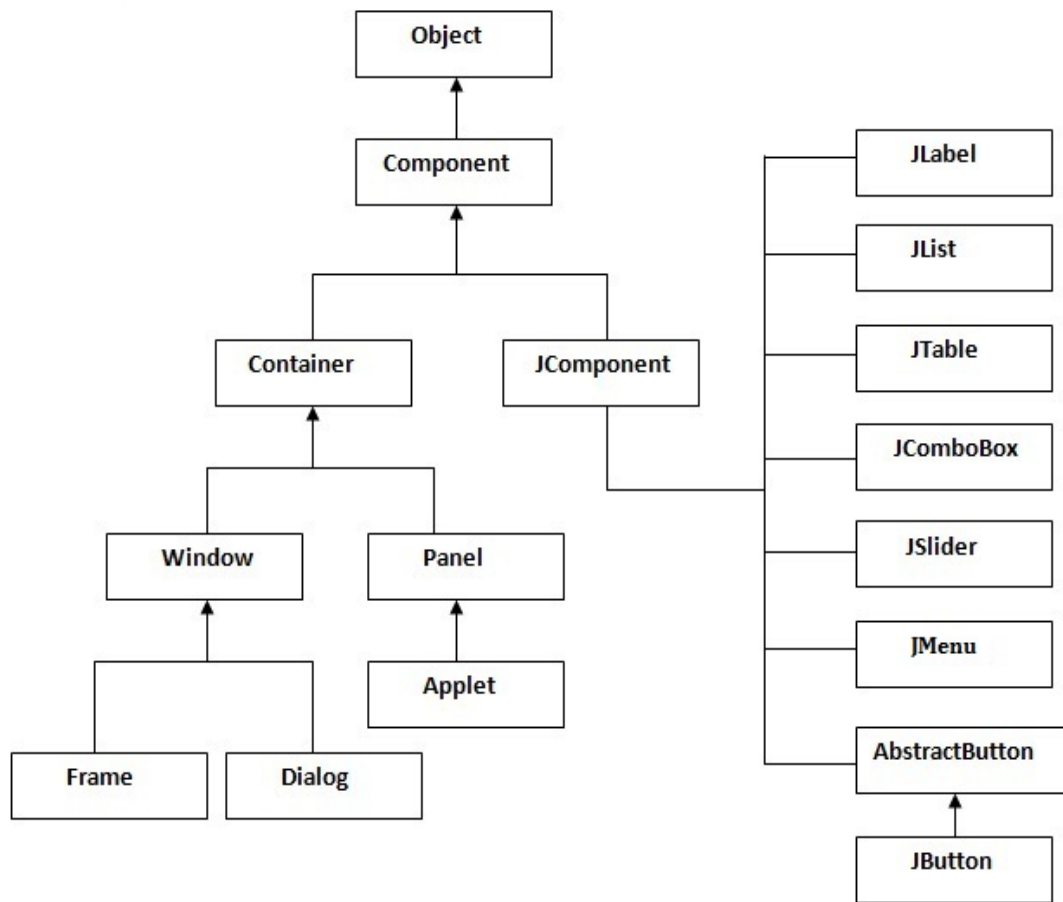 Object
Component
Container
JComponent
Window
Panel
Applet
Frame
Dialog
JLabel
JList
JTable
JComboBox
JSlider
JMenu
AbstractButton
JButton